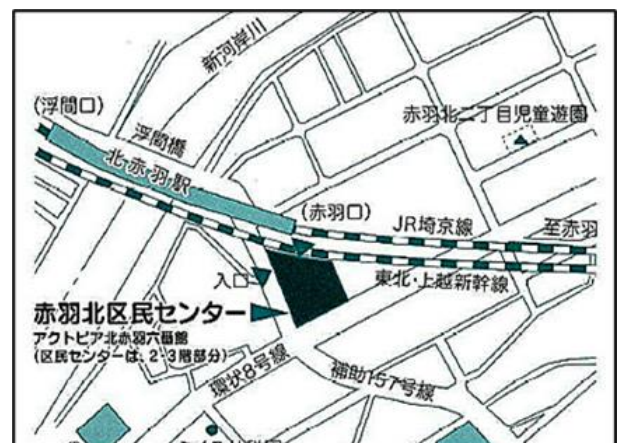 新河岸川
(浮間口)
浮間橋
赤羽北二丁目児童遊園
北赤羽駅
(赤羽口)
JR埼京線
至赤羽
入口
東北・上越新幹線
赤羽北区民センター
アクトピア北赤羽六番館
(区民センターは、2・3階部分)
環状8号線
補助157号線